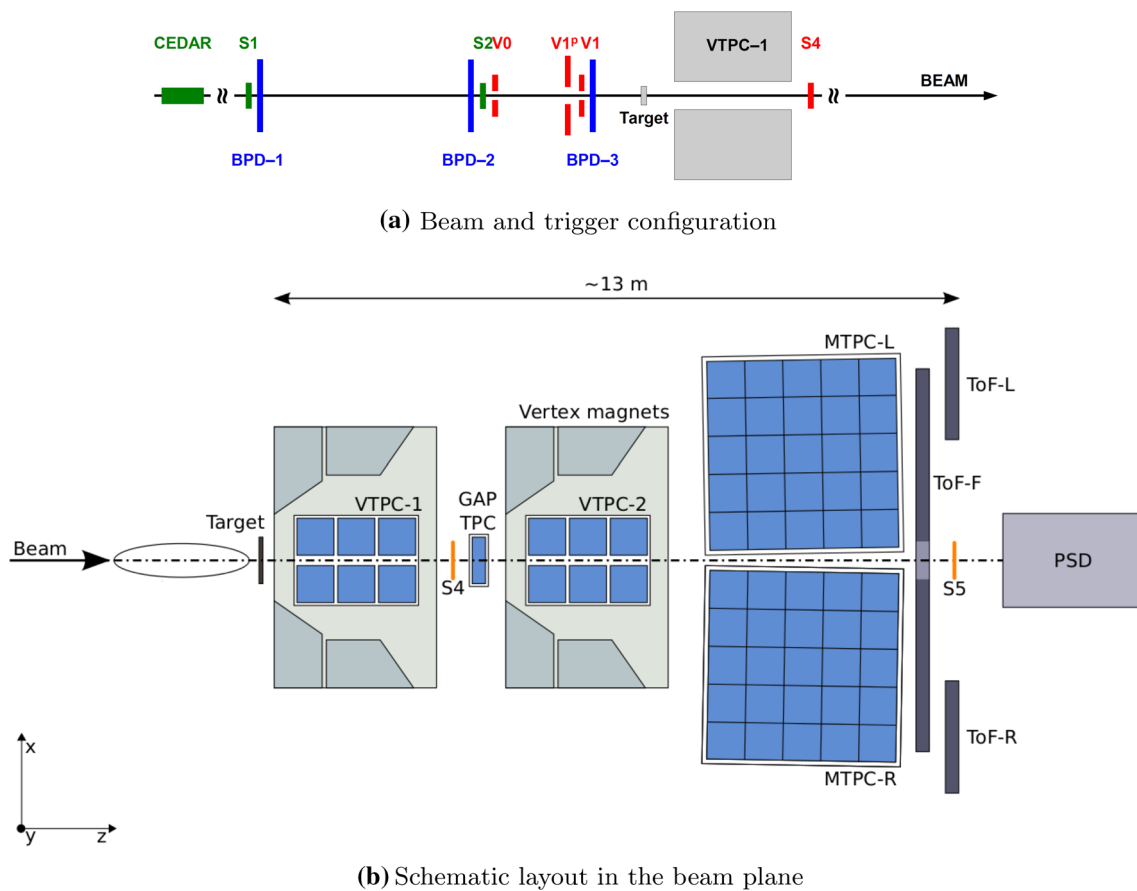 CEDAR S1 S2 V0 V1ᵖ V1 VTPC–1 S4
BEAM
Target
BPD–1 BPD–2 BPD–3
(a) Beam and trigger configuration
~13 m
MTPC-L
ToF-L
Vertex magnets
ToF-F
VTPC-1 GAP TPC VTPC-2
Target
Beam
S4
S5
PSD
ToF-R
MTPC-R
x
y z
(b) Schematic layout in the beam plane